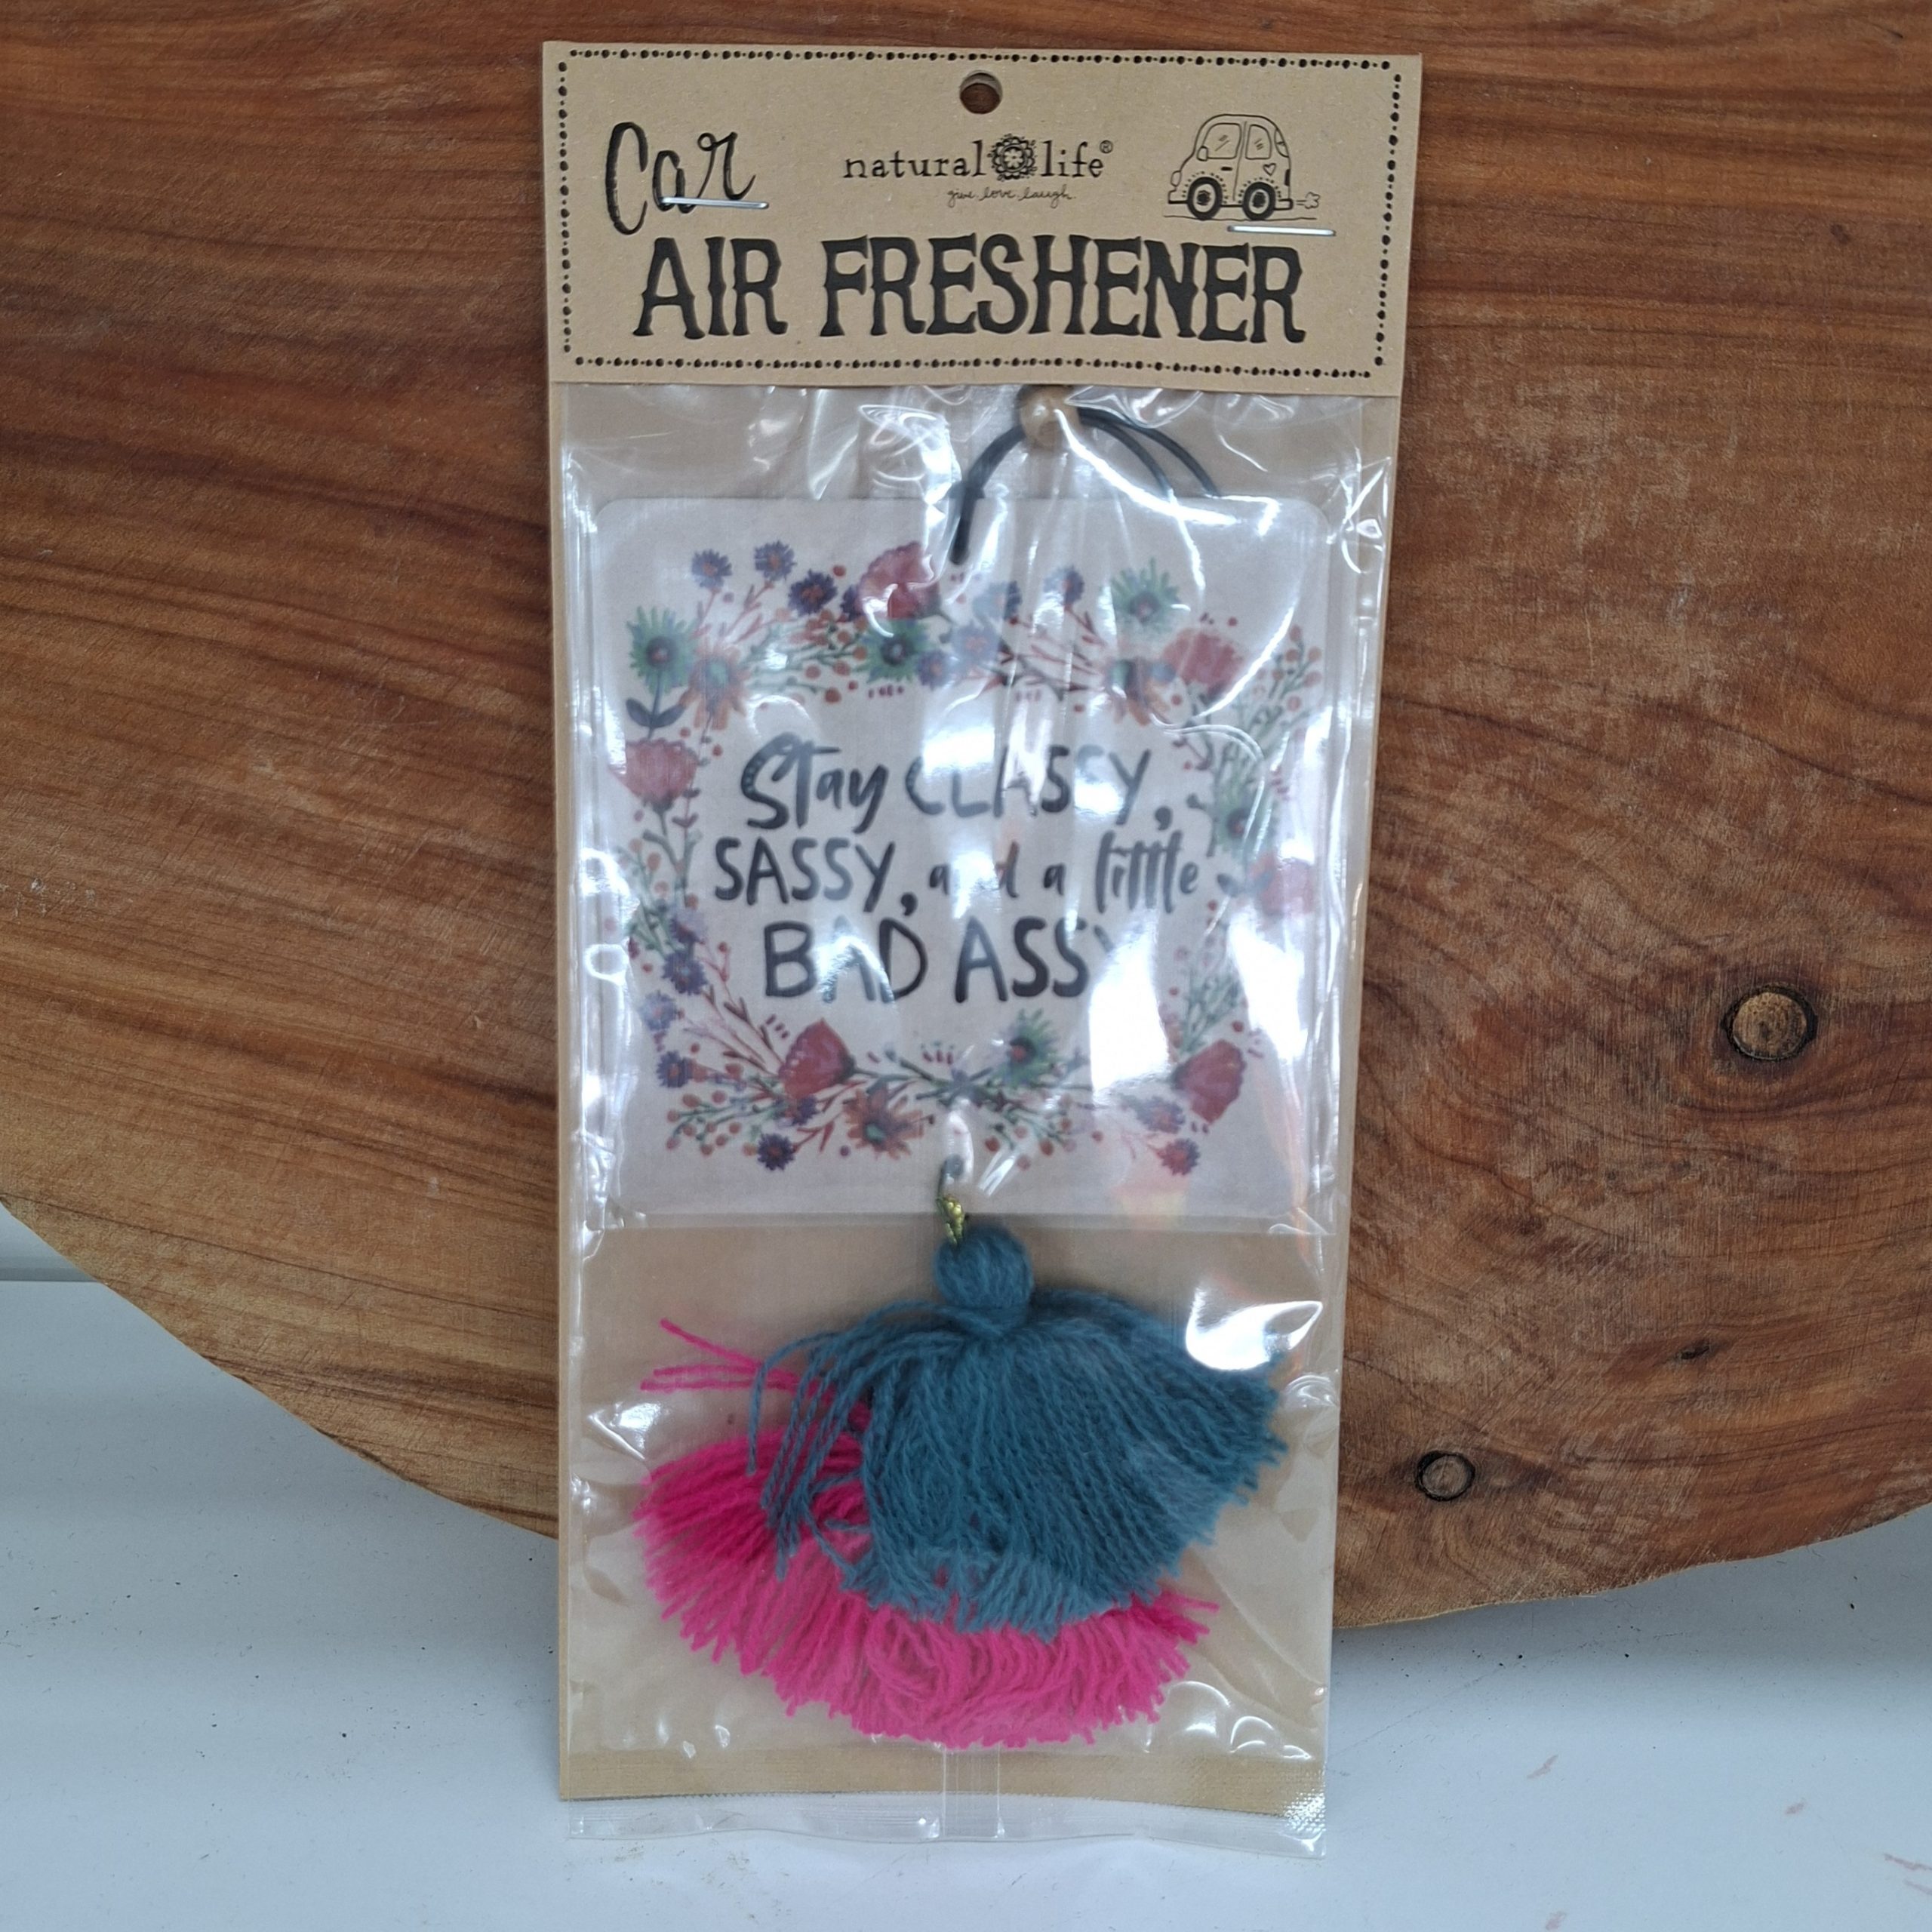 Car
natural life®
give. love. laugh.
AIR FRESHENER
Stay CLASSY,
SASSY, and a little
BAD ASSY